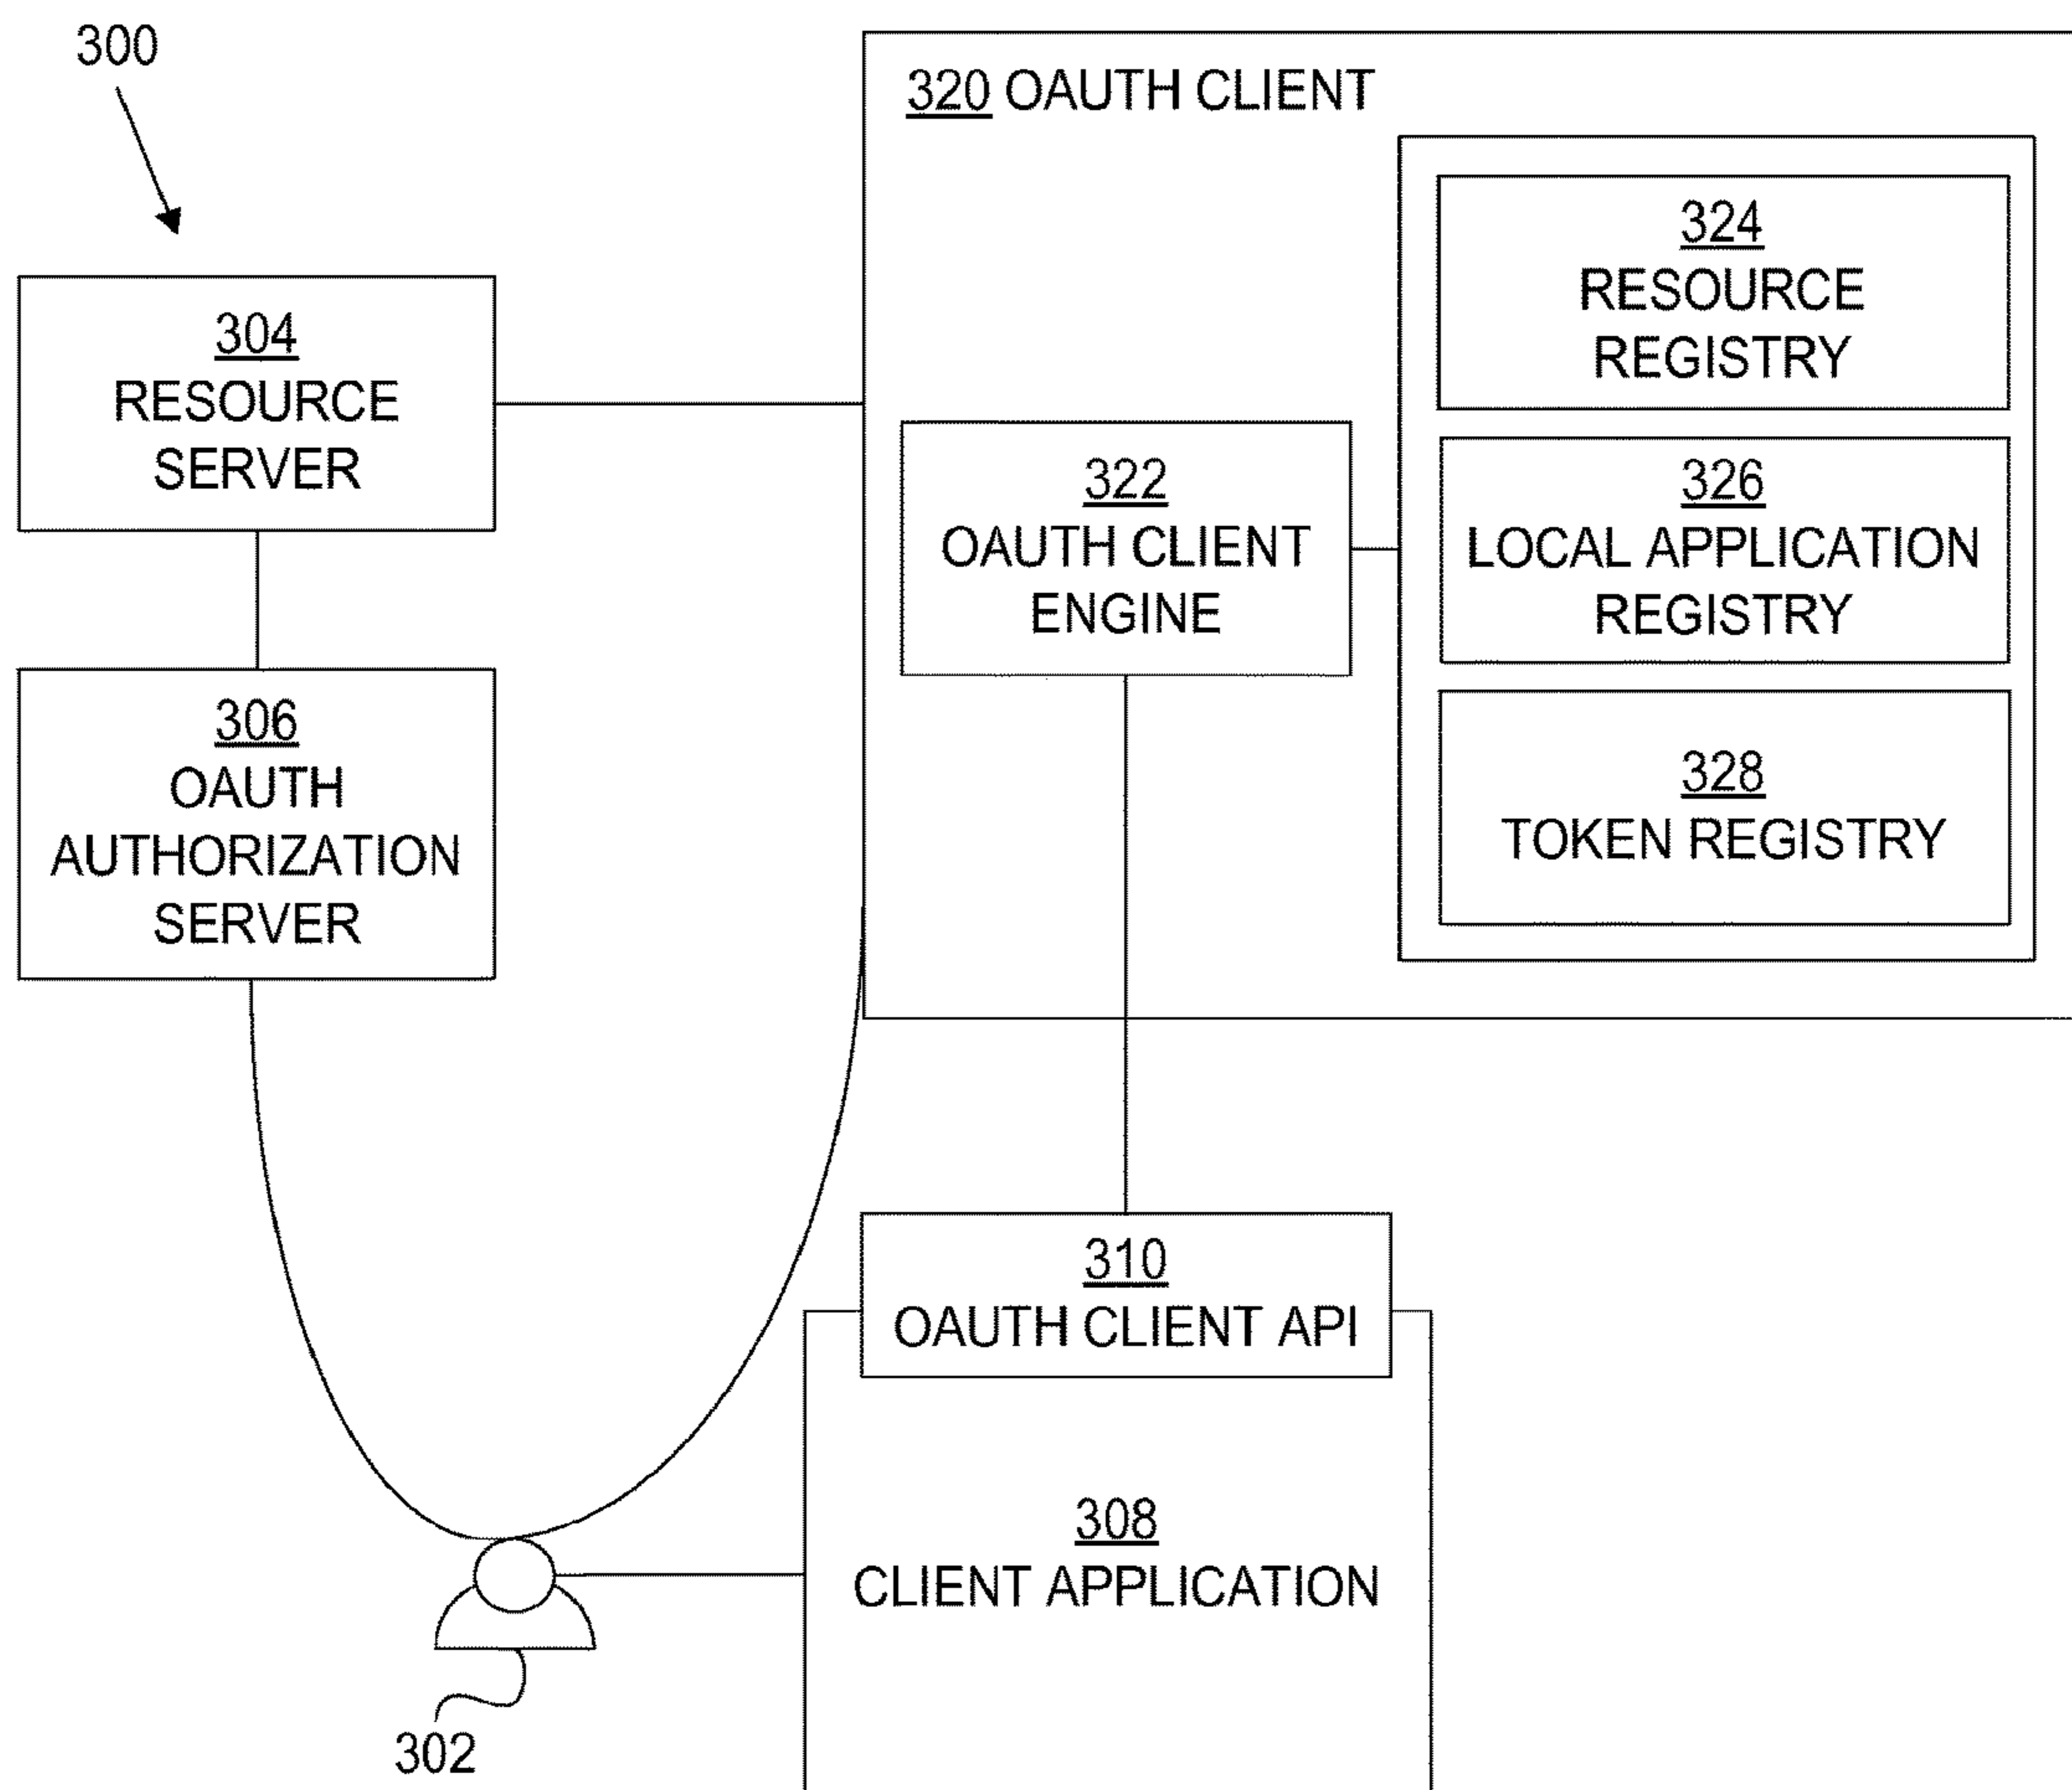 300
320 OAUTH CLIENT
304
RESOURCE
SERVER
306
OAUTH
AUTHORIZATION
SERVER
322
OAUTH CLIENT
ENGINE
324
RESOURCE
REGISTRY
326
LOCAL APPLICATION
REGISTRY
328
TOKEN REGISTRY
310
OAUTH CLIENT API
308
CLIENT APPLICATION
302